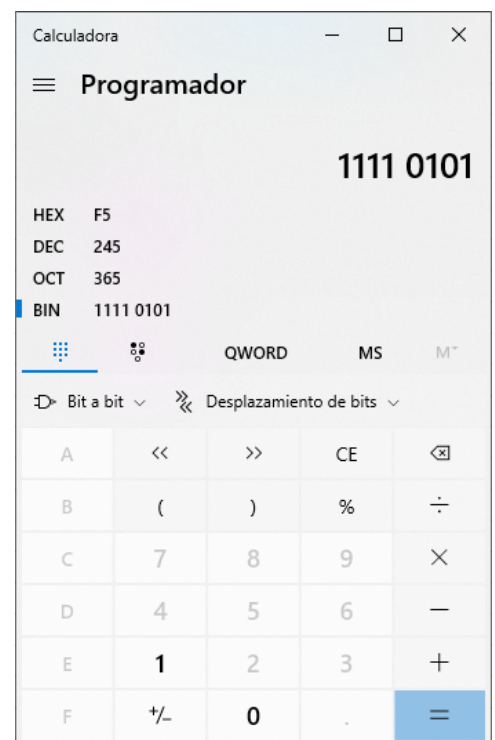 Calculadora
Programador
1111 0101
HEX F5
DEC 245
OCT 365
BIN 1111 0101
QWORD MS M
Bit a bit Desplazamiento de bits
A << >> CE
B ( ) % ÷
C 7 8 9 ×
D 4 5 6 −
E 1 2 3 +
F +/− 0 . =